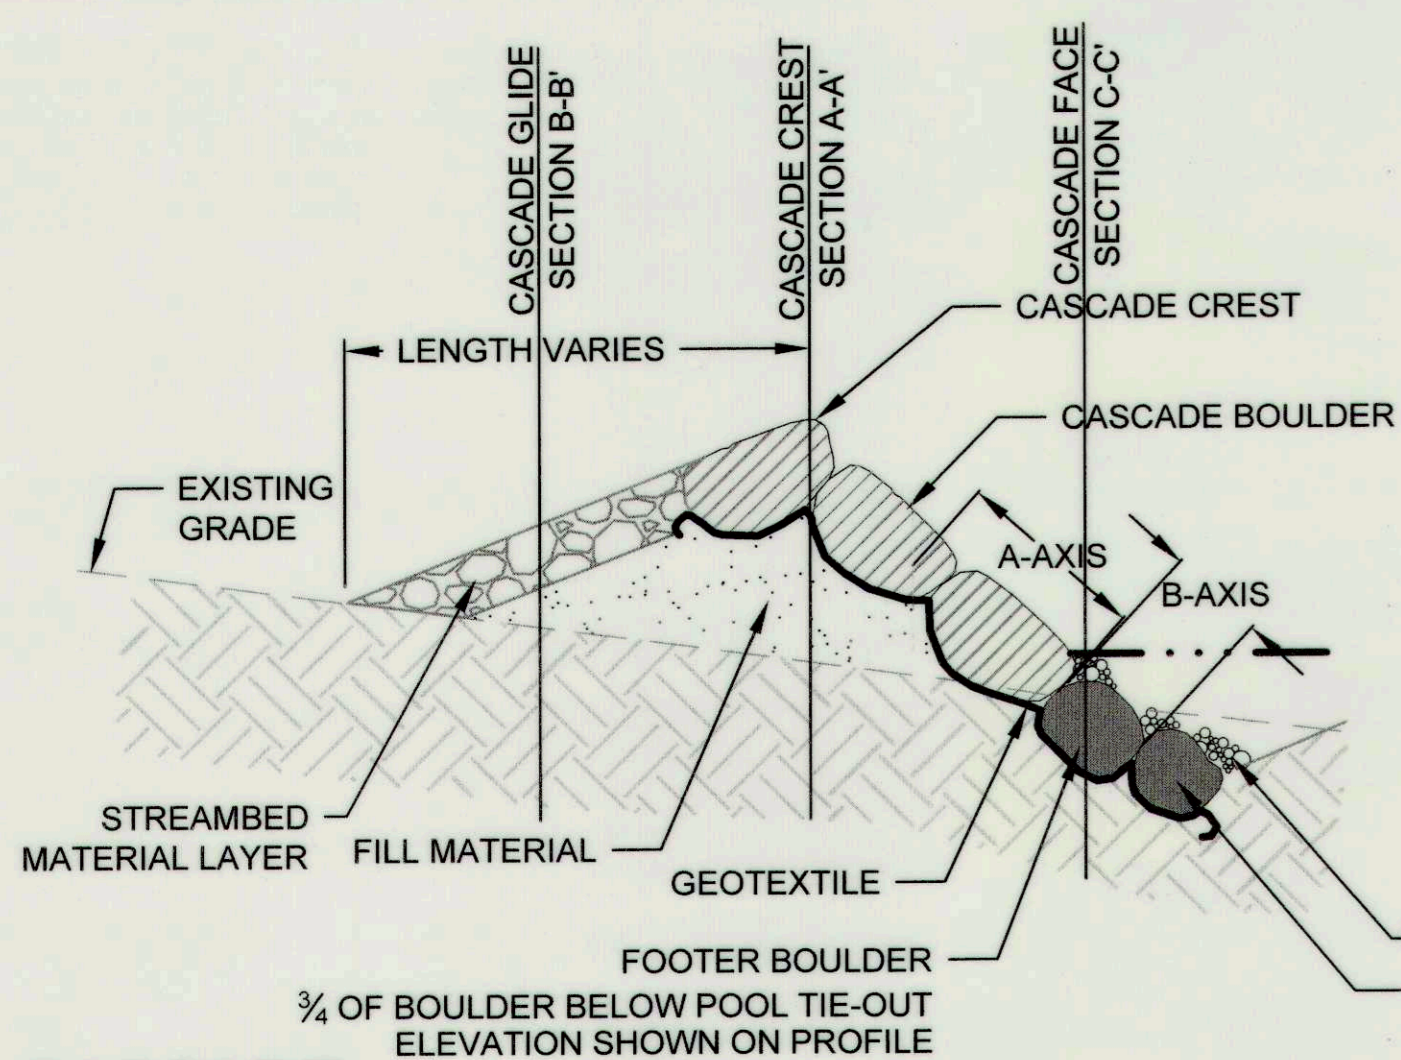 CASCADE GLIDE
SECTION B-B'
CASCADE CREST
SECTION A-A'
CASCADE FACE
SECTION C-C'
CASCADE CREST
LENGTH VARIES
CASCADE BOULDER
EXISTING
GRADE
A-AXIS
B-AXIS
STREAMBED
MATERIAL LAYER
FILL MATERIAL
GEOTEXTILE
FOOTER BOULDER
¾ OF BOULDER BELOW POOL TIE-OUT
ELEVATION SHOWN ON PROFILE